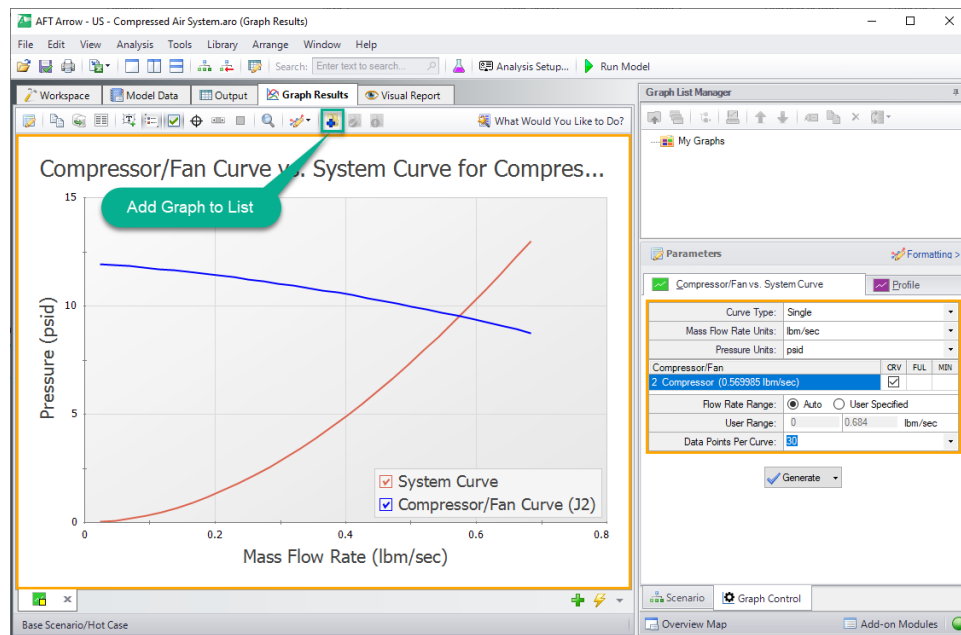 AFT Arrow - US - Compressed Air System.aro (Graph Results)
File Edit View Analysis Tools Library Arrange Window Help
Search: Enter text to search... Analysis Setup... Run Model
Workspace Model Data Output Graph Results Visual Report
What Would You Like to Do?
Compressor/Fan Curve vs. System Curve for Compres...
Add Graph to List
15
10
5
0
Pressure (psid)
System Curve
Compressor/Fan Curve (J2)
0 0.2 0.4 0.6 0.8
Mass Flow Rate (lbm/sec)
Base Scenario/Hot Case
Graph List Manager
My Graphs
Parameters Formatting >
Compressor/Fan vs. System Curve Profile
Curve Type: Single
Mass Flow Rate Units: lbm/sec
Pressure Units: psid
Compressor/Fan CRV FUL MIN
2 Compressor (0.569985 lbm/sec)
Flow Rate Range: Auto User Specified
User Range: 0 0.684 lbm/sec
Data Points Per Curve: 30
Generate
Scenario Graph Control
Overview Map Add-on Modules